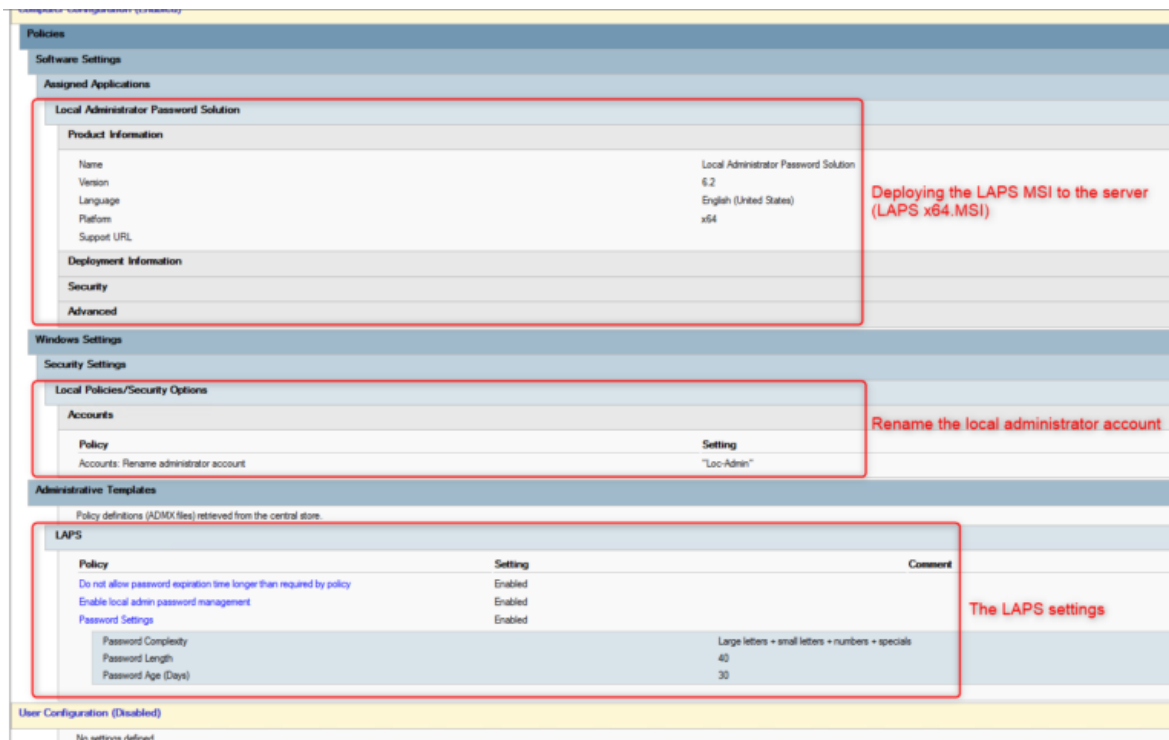 Computer Configuration (Enabled)
Policies
Software Settings
Assigned Applications
Local Administrator Password Solution
Product Information
Name Local Administrator Password Solution
Version 6.2
Language English (United States)
Platform x64
Support URL
Deploying the LAPS MSI to the server
(LAPS x64.MSI)
Deployment Information
Security
Advanced
Windows Settings
Security Settings
Local Policies/Security Options
Accounts
Rename the local administrator account
Policy Setting
Accounts: Rename administrator account "Loc-Admin"
Administrative Templates
Policy definitions (ADMX files) retrieved from the central store.
LAPS
Policy Setting Comment
Do not allow password expiration time longer than required by policy Enabled
Enable local admin password management Enabled
Password Settings Enabled
The LAPS settings
Password Complexity Large letters + small letters + numbers + specials
Password Length 40
Password Age (Days) 30
User Configuration (Disabled)
No settings defined